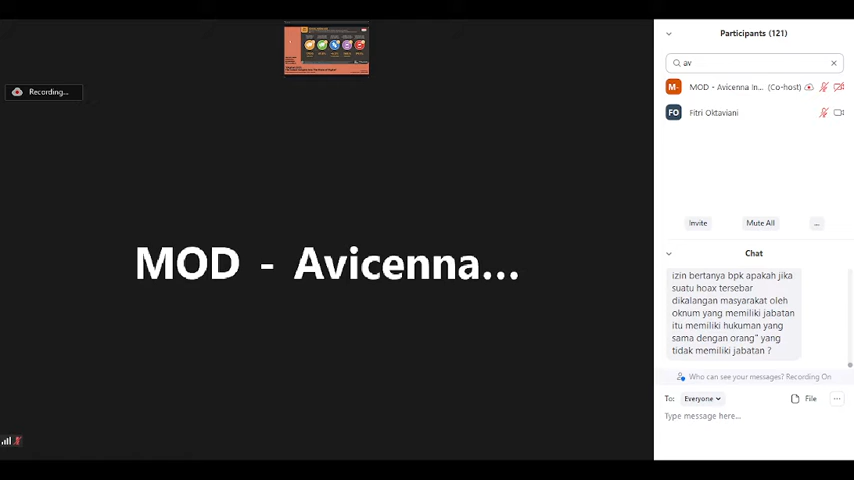 Recording...
MOD - Avicenna...
Participants (121)
av
M- MOD - Avicenna In... (Co-host)
FO Fitri Oktaviani
Invite Mute All ...
Chat
izin bertanya bpk apakah jika
suatu hoax tersebar
dikalangan masyarakat oleh
oknum yang memiliki jabatan
itu memiliki hukuman yang
sama dengan orang" yang
tidak memiliki jabatan ?
Who can see your messages? Recording On
To: Everyone File ...
Type message here...